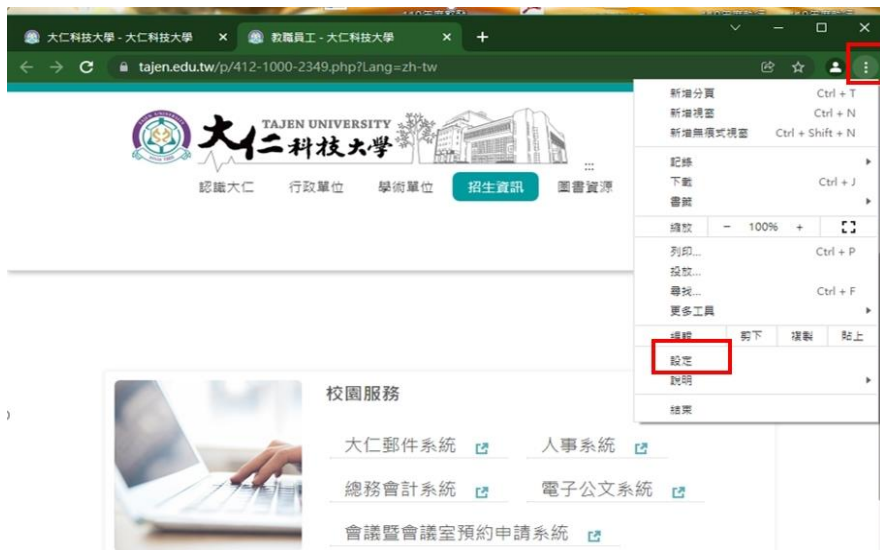 大仁科技大學 - 大仁科技大學
教職員工 - 大仁科技大學
tajen.edu.tw/p/412-1000-2349.php?Lang=zh-tw
TAJEN UNIVERSITY
大仁科技大學
認識大仁 行政單位 學術單位 招生資訊 圖書資源
新增分頁 Ctrl + T
新增視窗 Ctrl + N
新增無痕式視窗 Ctrl + Shift + N
記錄
下載 Ctrl + J
書籤
縮放 - 100% +
列印... Ctrl + P
投放...
尋找... Ctrl + F
更多工具
編輯 剪下 複製 貼上
設定
說明
結束
校園服務
大仁郵件系統 人事系統
總務會計系統 電子公文系統
會議暨會議室預約申請系統